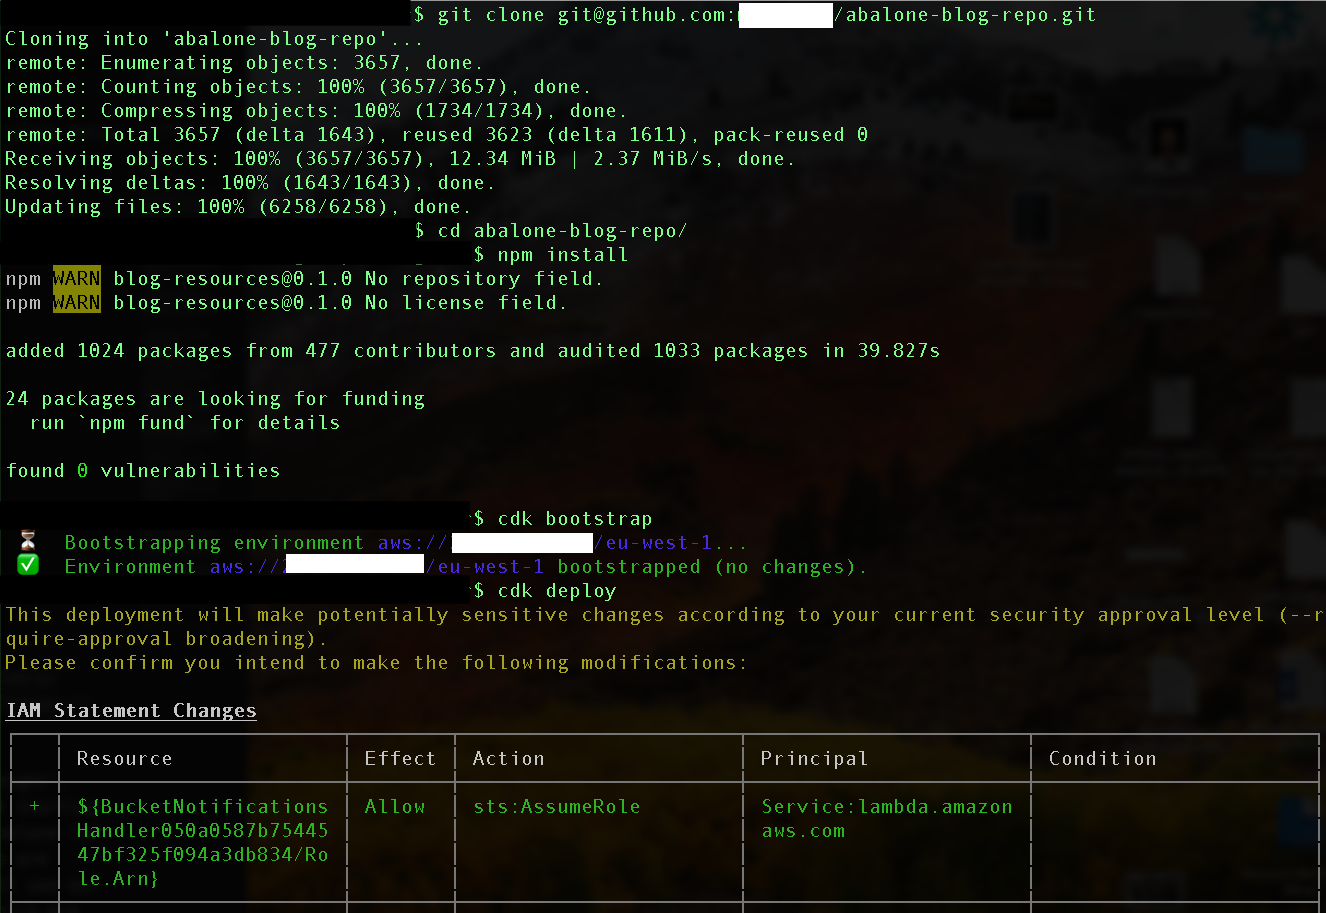 $ git clone git@github.com: /abalone-blog-repo.git
Cloning into 'abalone-blog-repo'...
remote: Enumerating objects: 3657, done.
remote: Counting objects: 100% (3657/3657), done.
remote: Compressing objects: 100% (1734/1734), done.
remote: Total 3657 (delta 1643), reused 3623 (delta 1611), pack-reused 0
Receiving objects: 100% (3657/3657), 12.34 MiB | 2.37 MiB/s, done.
Resolving deltas: 100% (1643/1643), done.
Updating files: 100% (6258/6258), done.
$ cd abalone-blog-repo/
$ npm install
npm WARN blog-resources@0.1.0 No repository field.
npm WARN blog-resources@0.1.0 No license field.
added 1024 packages from 477 contributors and audited 1033 packages in 39.827s
24 packages are looking for funding
run `npm fund` for details
found 0 vulnerabilities
$ cdk bootstrap
Bootstrapping environment aws:// /eu-west-1...
Environment aws:// /eu-west-1 bootstrapped (no changes).
$ cdk deploy
This deployment will make potentially sensitive changes according to your current security approval level (--r
quire-approval broadening).
Please confirm you intend to make the following modifications:
IAM Statement Changes
Resource Effect Action Principal Condition
+ ${BucketNotifications Allow sts:AssumeRole Service:lambda.amazon
Handler050a0587b75445 aws.com
47bf325f094a3db834/Ro
le.Arn}